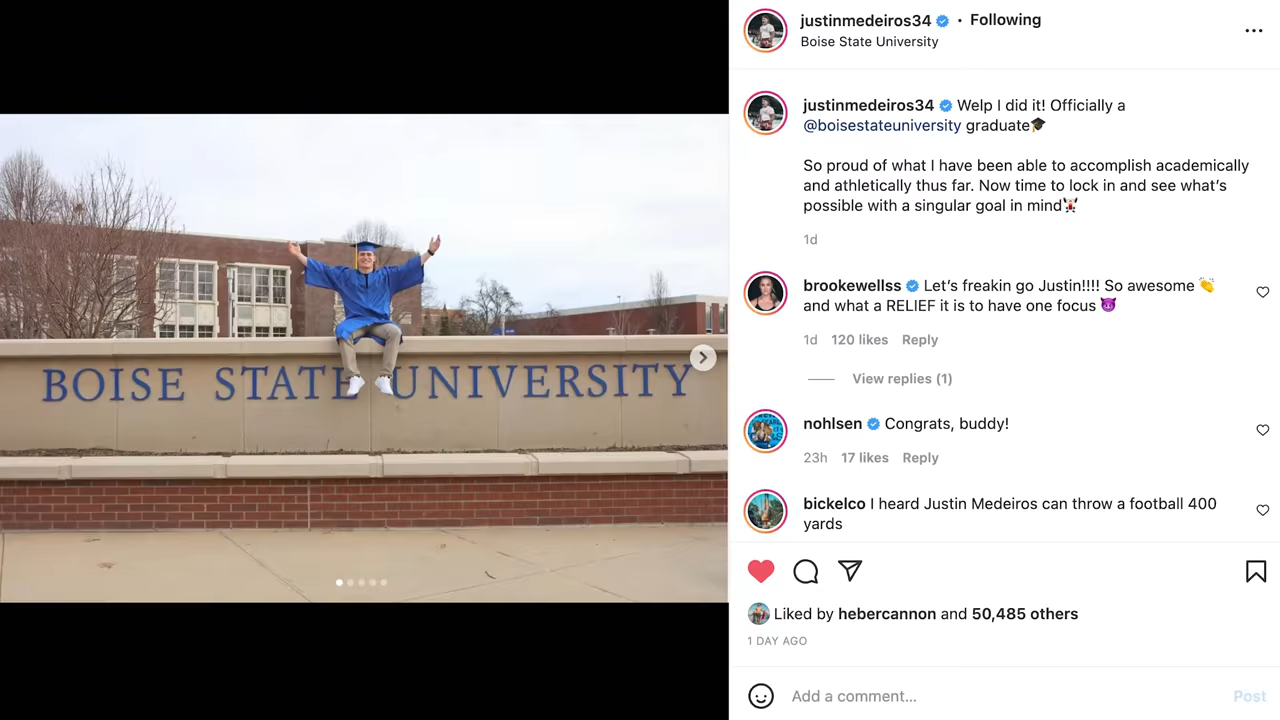 BOISE STATE UNIVERSITY
justinmedeiros34 • Following
Boise State University
justinmedeiros34 Welp I did it! Officially a
@boisestateuniversity graduate🎓
So proud of what I have been able to accomplish academically
and athletically thus far. Now time to lock in and see what's
possible with a singular goal in mind🏋️
1d
brookewellss Let's freakin go Justin!!!! So awesome 👏
and what a RELIEF it is to have one focus 😈
1d 120 likes Reply
View replies (1)
nohlsen Congrats, buddy!
23h 17 likes Reply
bickelco I heard Justin Medeiros can throw a football 400
yards
Liked by hebercannon and 50,485 others
1 DAY AGO
Add a comment... Post